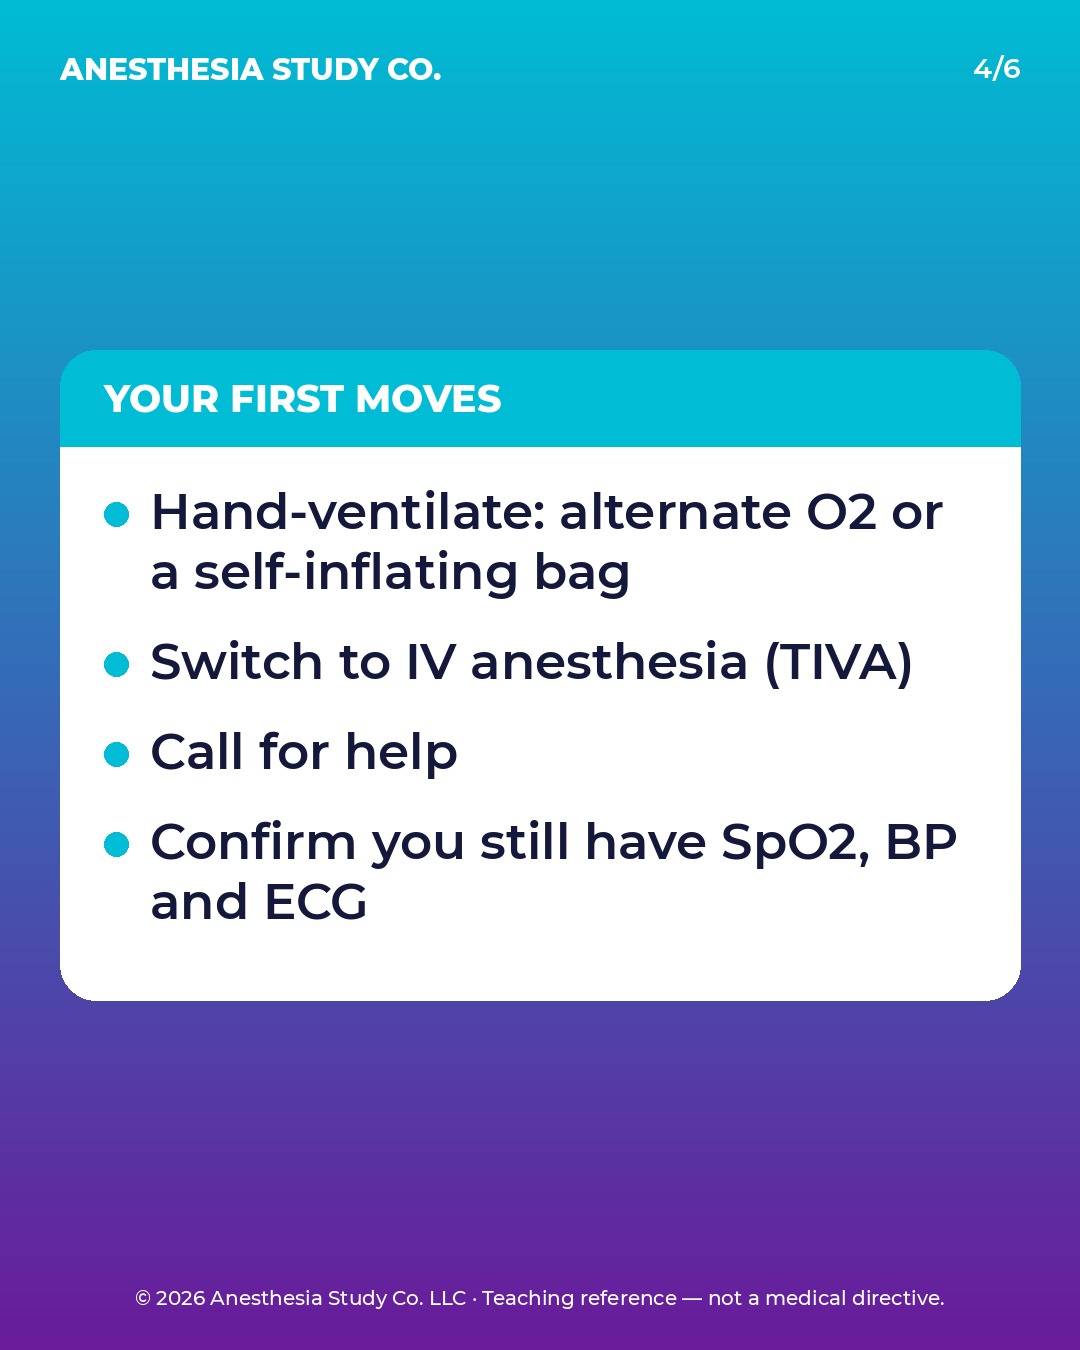 ANESTHESIA STUDY CO.
4/6
YOUR FIRST MOVES
Hand-ventilate: alternate O2 or
a self-inflating bag
Switch to IV anesthesia (TIVA)
Call for help
Confirm you still have SpO2, BP
and ECG
© 2026 Anesthesia Study Co. LLC · Teaching reference — not a medical directive.